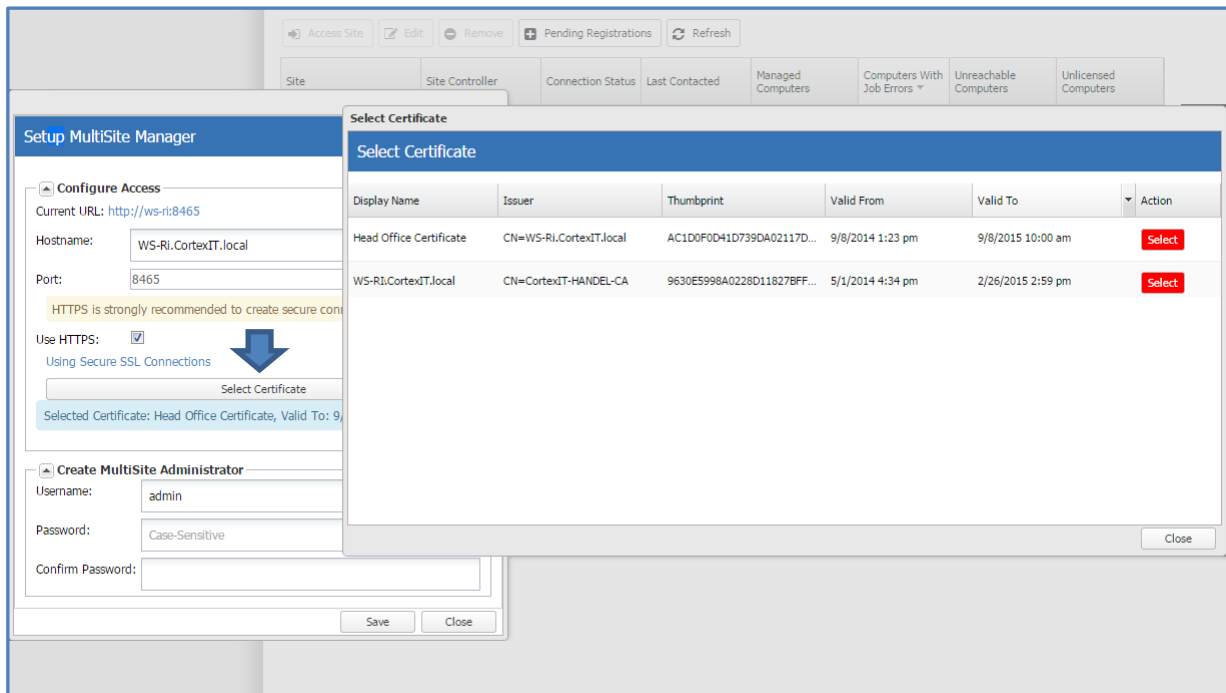 Access Site Edit Remove Pending Registrations Refresh
Site Site Controller Connection Status Last Contacted Managed Computers Computers With Job Errors Unreachable Computers Unlicensed Computers
Setup MultiSite Manager
Configure Access
Current URL: http://ws-ri:8465
Hostname: WS-Ri.CortexIT.local
Port: 8465
HTTPS is strongly recommended to create secure
Use HTTPS:
Using Secure SSL Connections
Select Certificate
Selected Certificate: Head Office Certificate, Valid To: 9/
Create MultiSite Administrator
Username: admin
Password: Case-Sensitive
Confirm Password:
Save Close
Select Certificate
Select Certificate
Display Name Issuer Thumbprint Valid From Valid To Action
Head Office Certificate CN=WS-Ri.CortexIT.local AC1D0F0D41D739DA02117D... 9/8/2014 1:23 pm 9/8/2015 10:00 am Select
WS-RI.CortexIT.local CN=CortexIT-HANDEL-CA 9630E5998A0228D11827BFF... 5/1/2014 4:34 pm 2/26/2015 2:59 pm Select
Close